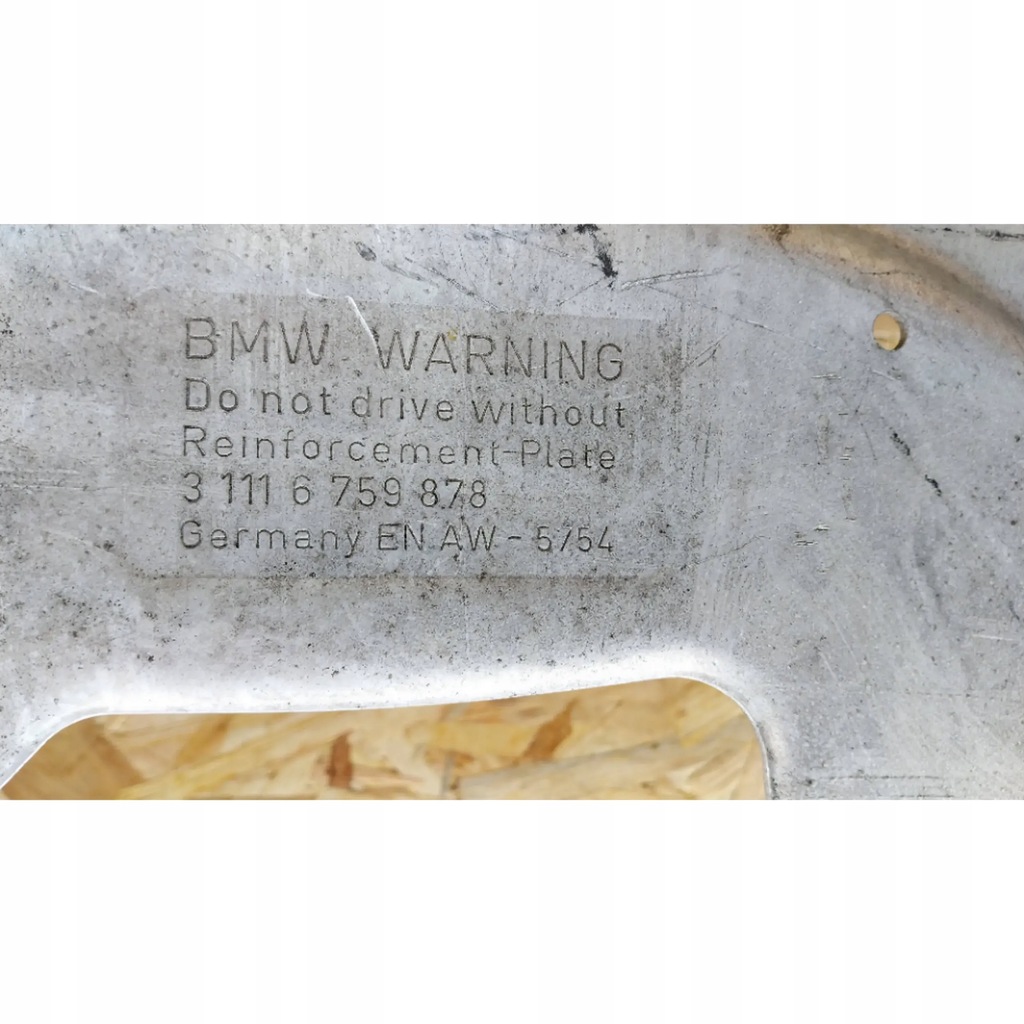 BMW WARNING
Do not drive without
Reinforcement-Plate
3 111 6 759 878
Germany EN AW - 5754